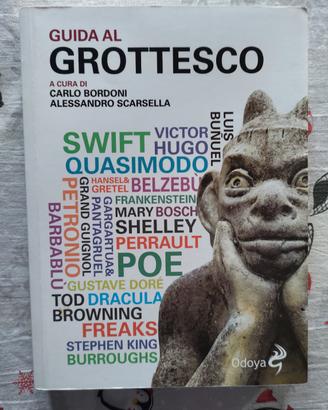 GUIDA AL
GROTTESCO
A CURA DI
CARLO BORDONI
ALESSANDRO SCARSELLA
LUIS
BUÑUEL
SWIFT
VICTOR
HUGO
QUASIMODO
PETRONIO
BARBABLÙ
GRAND GUIGNOL
HANSEL&
GRETEL
BELZEBÙ
GARGANTUA&
PANTAGRUEL
FRANKENSTEIN
MARY
BOSCH
SHELLEY
PERRAULT
POE
GUSTAVE DORÉ
TOD
DRACULA
BROWNING
FREAKS
STEPHEN KING
BURROUGHS
Odoya